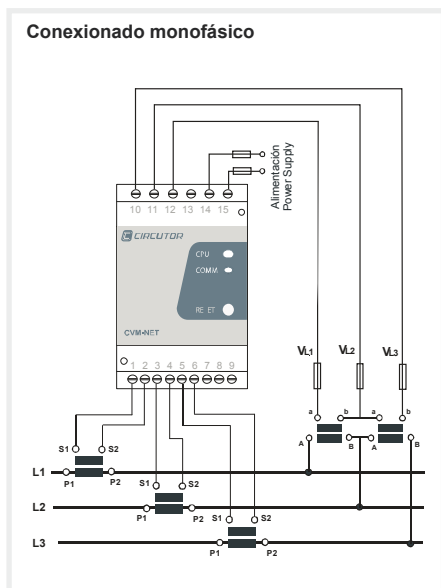 Conexionado monofásico
Alimentación
Power Supply
10 11 12 13 14 15
CIRCUTOR
CPU
COMM.
RE ET
CVM-NET
1 2 3 4 5 6 7 8 9
VL1 VL2 VL3
a b a b
A B A B
S1 S2
L1 P1 P2
S1 S2
L2 P1 P2
S1 S2
L3 P1 P2